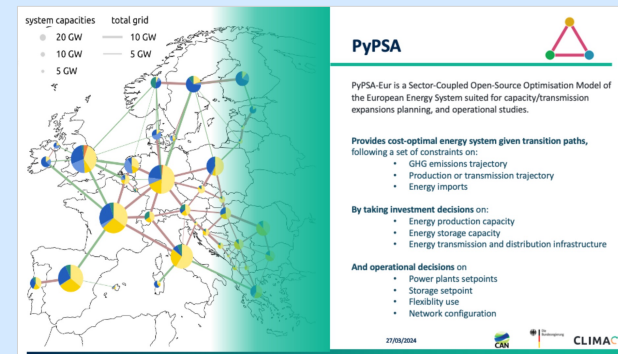 system capacities
total grid
20 GW
10 GW
10 GW
5 GW
5 GW
PyPSA
PyPSA-Eur is a Sector-Coupled Open-Source Optimisation Model of
the European Energy System suited for capacity/transmission
expansions planning, and operational studies.
Provides cost-optimal energy system given transition paths,
following a set of constraints on:
• GHG emissions trajectory
• Production or transmission trajectory
• Energy imports
By taking investment decisions on:
• Energy production capacity
• Energy storage capacity
• Energy transmission and distribution infrastructure
And operational decisions on
• Power plants setpoints
• Storage setpoint
• Flexiblity use
• Network configuration
27/03/2024
CAN
CLIMAC